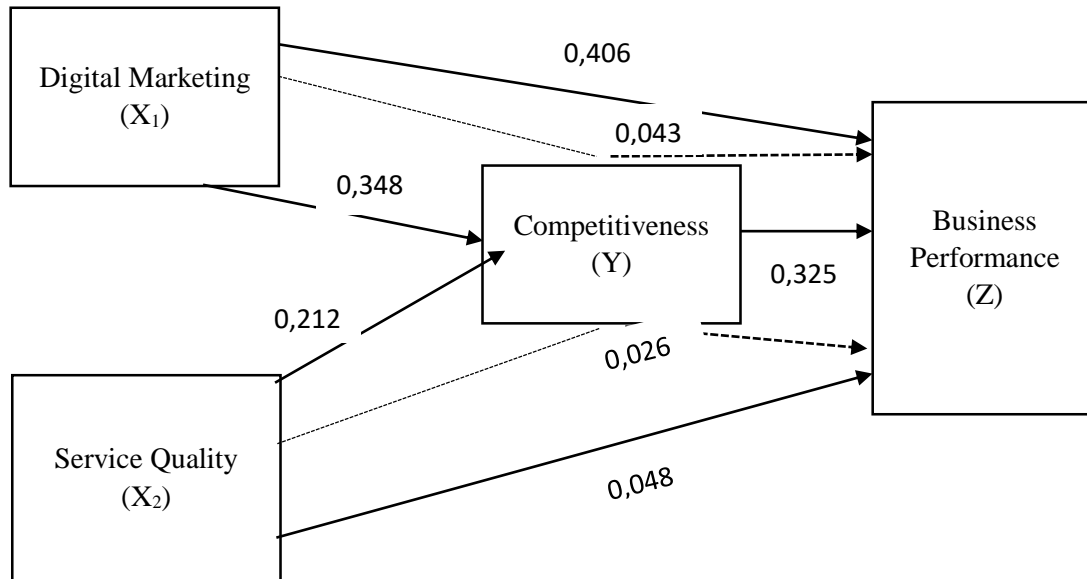 Digital Marketing
(X₁)
0,406
0,043
0,348
Competitiveness
(Y)
Business
Performance
(Z)
0,325
0,212
0,026
Service Quality
(X₂)
0,048